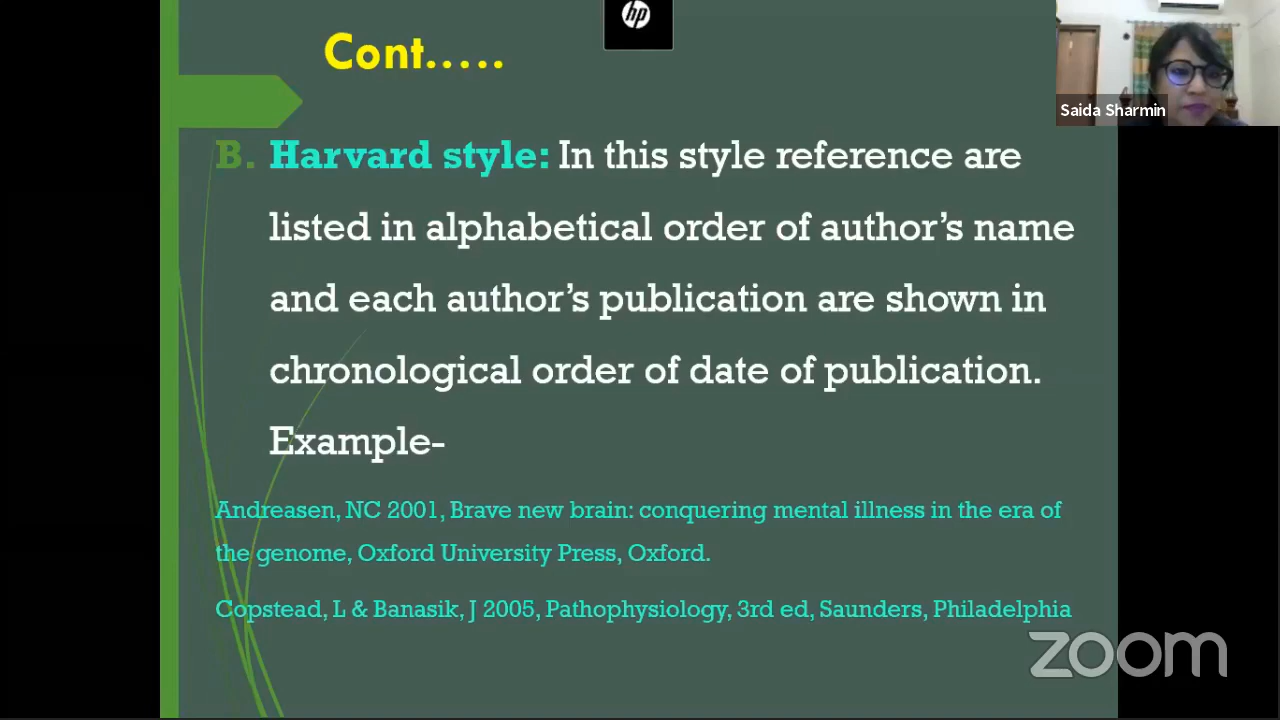 hp
Cont.....
Saida Sharmin
B. Harvard style: In this style reference are
listed in alphabetical order of author's name
and each author's publication are shown in
chronological order of date of publication.
Example-
Andreasen, NC 2001, Brave new brain: conquering mental illness in the era of
the genome, Oxford University Press, Oxford.
Copstead, L & Banasik, J 2005, Pathophysiology, 3rd ed, Saunders, Philadelphia
zoom